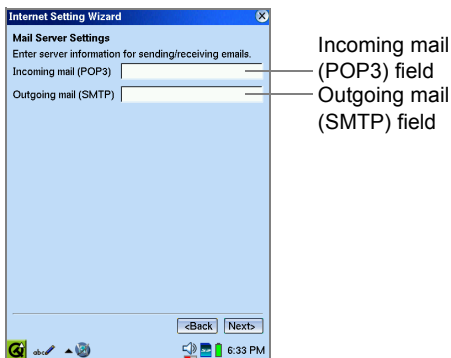 Internet Setting Wizard
Mail Server Settings
Enter server information for sending/receiving emails.
Incoming mail (POP3)
Outgoing mail (SMTP)
<Back Next>
abc 6:33 PM
Incoming mail
(POP3) field
Outgoing mail
(SMTP) field